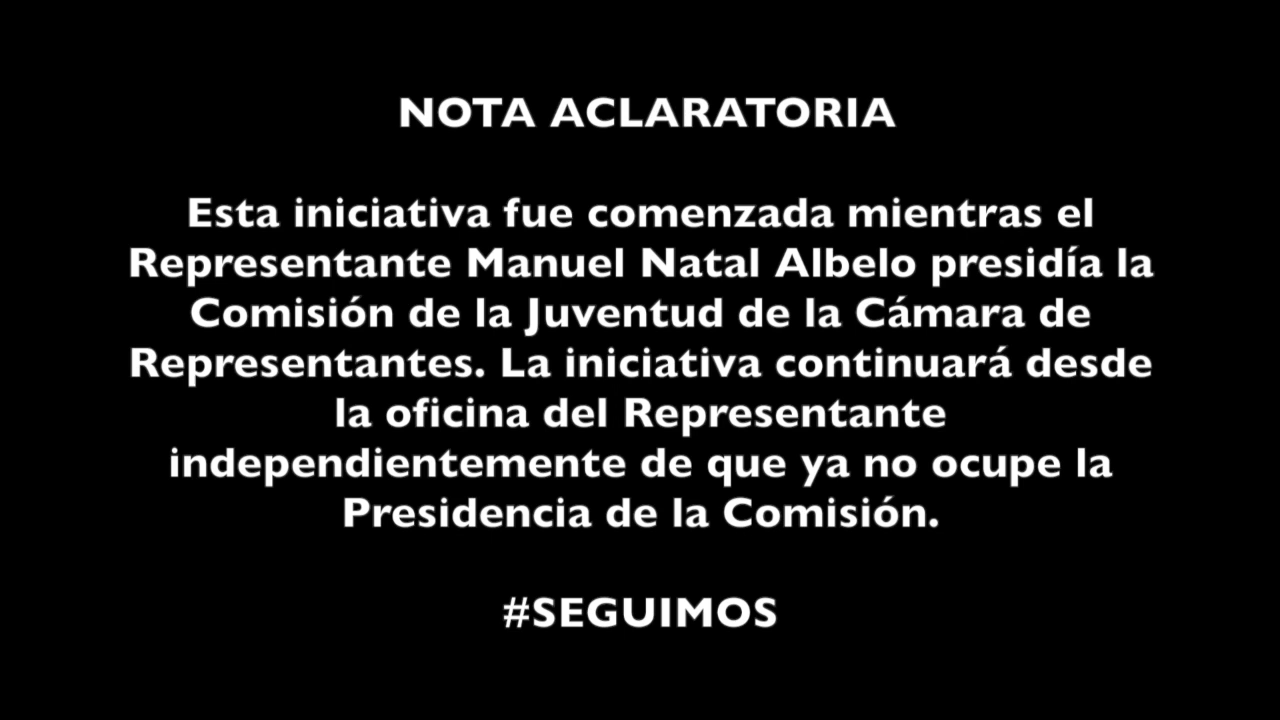 NOTA ACLARATORIA
Esta iniciativa fue comenzada mientras el
Representante Manuel Natal Albelo presidía la
Comisión de la Juventud de la Cámara de
Representantes. La iniciativa continuará desde
la oficina del Representante
independientemente de que ya no ocupe la
Presidencia de la Comisión.
#SEGUIMOS